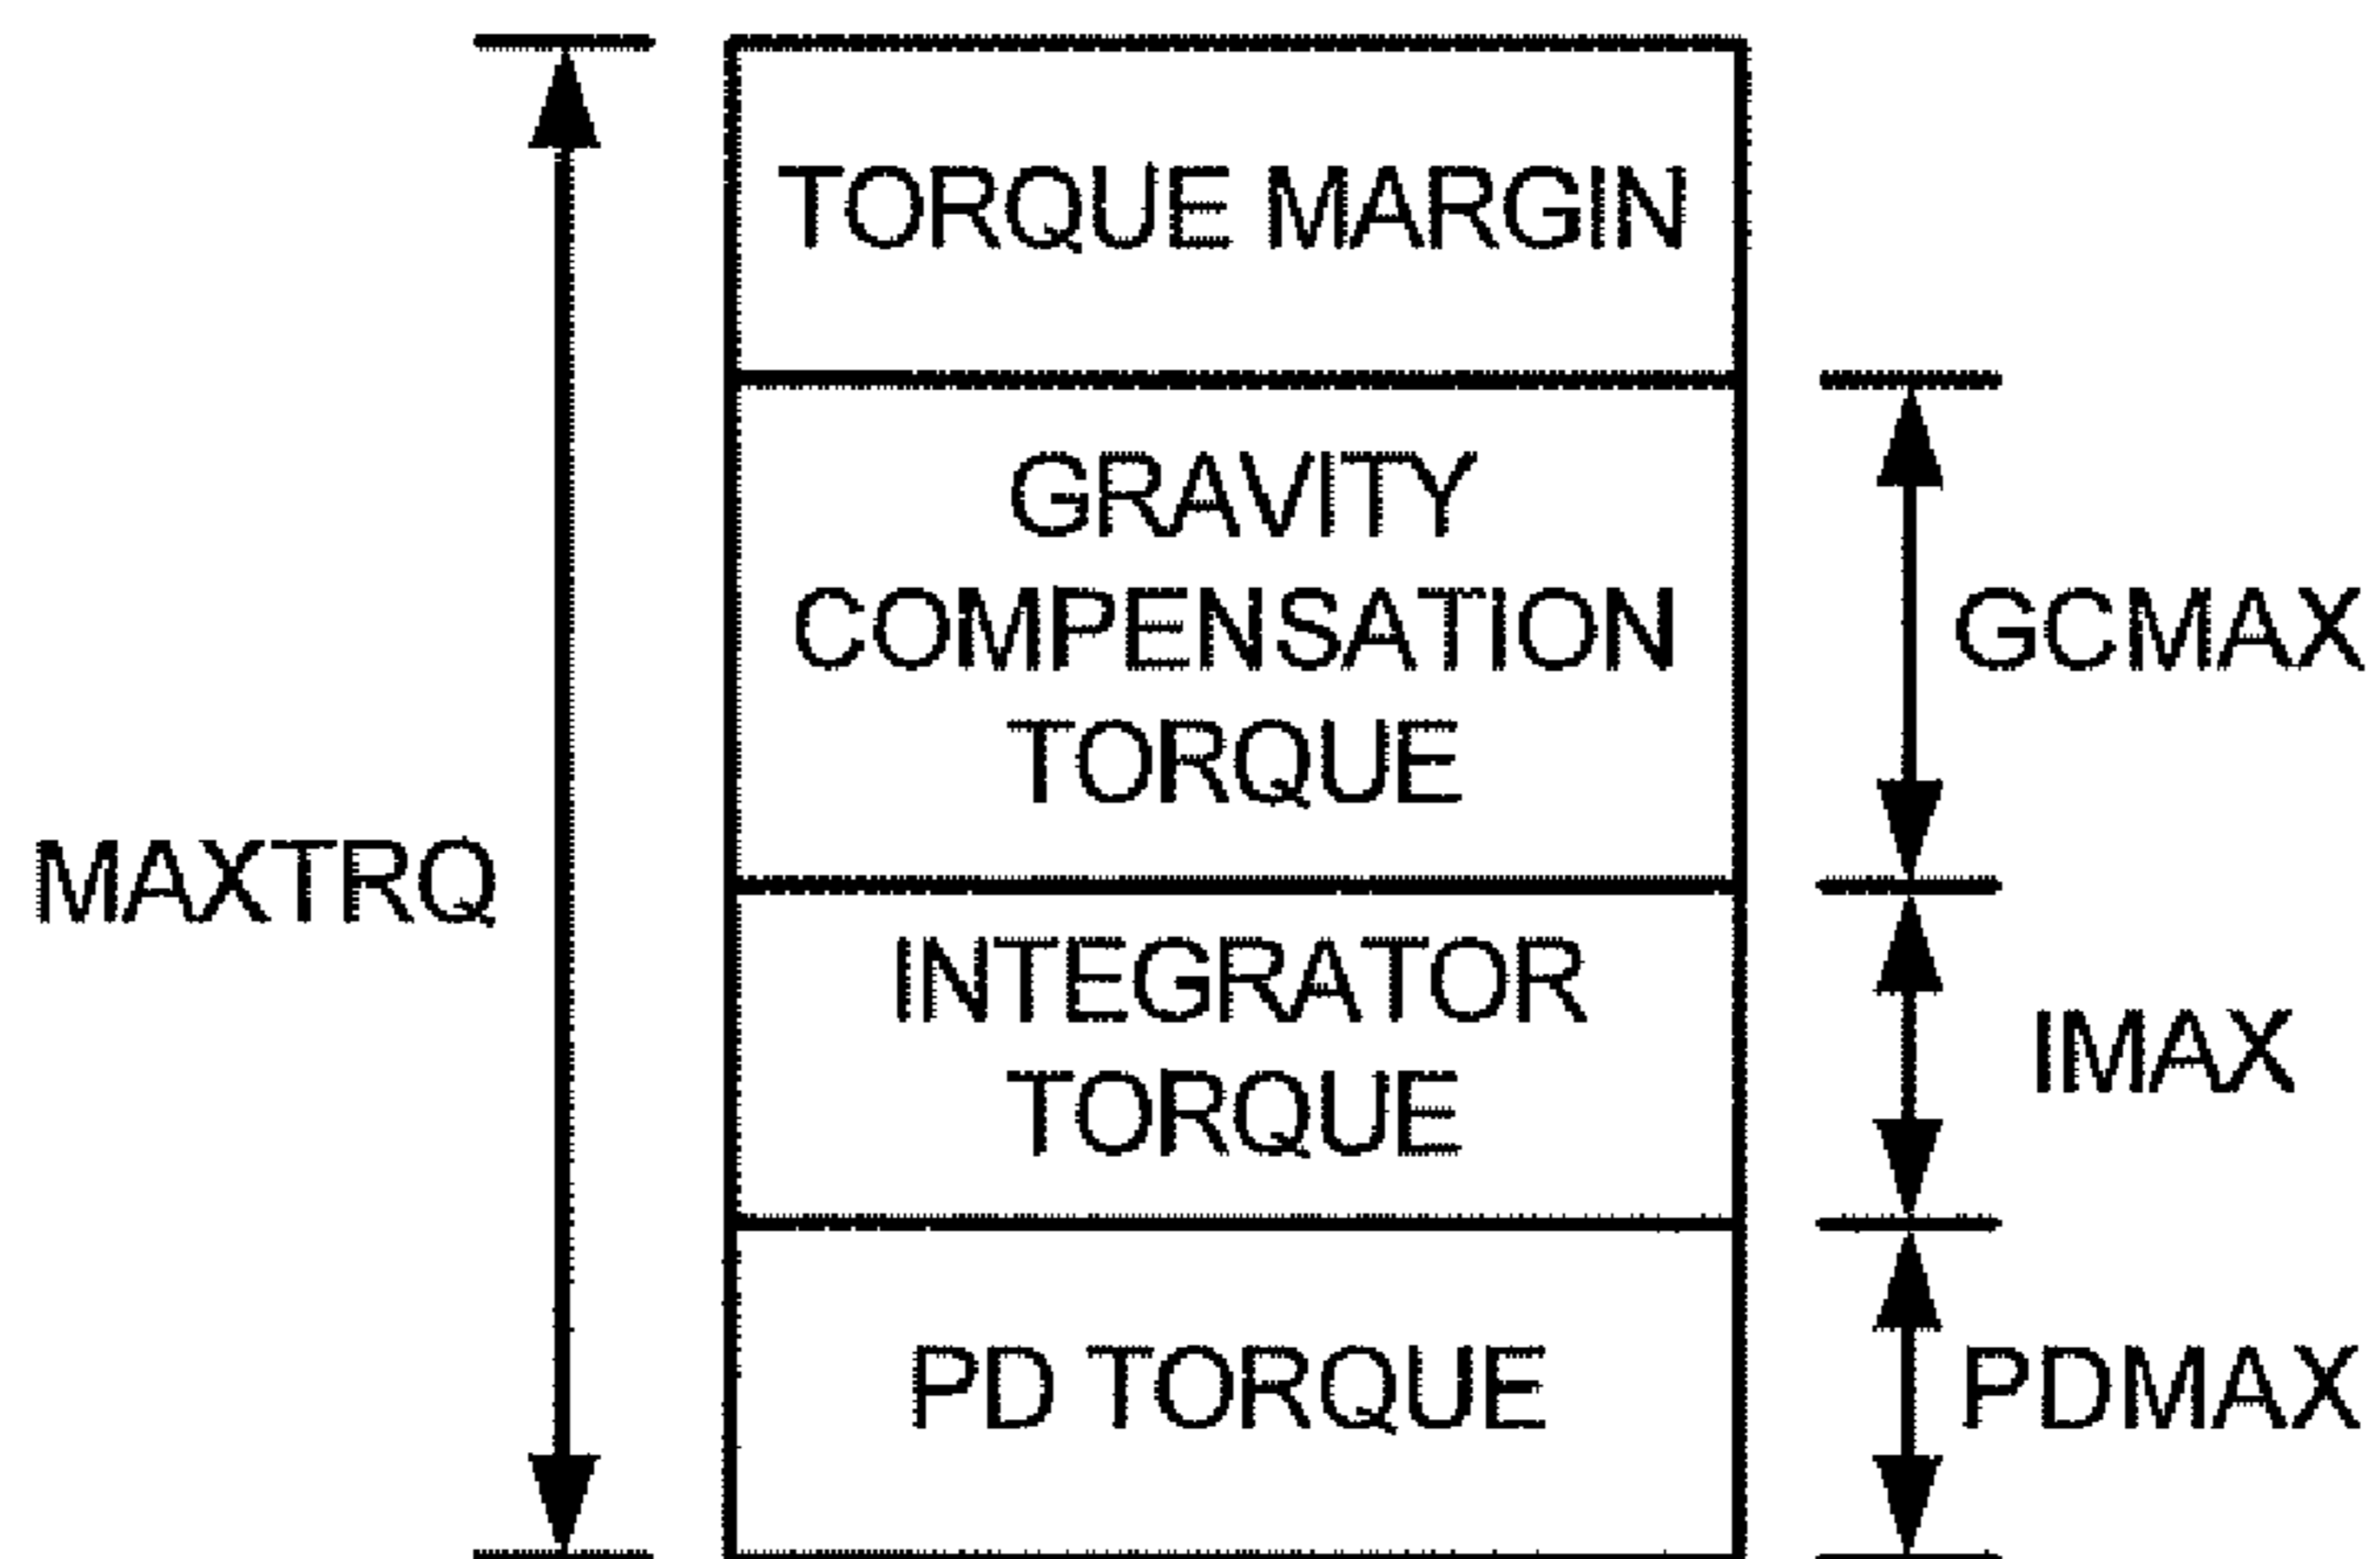 TORQUE MARGIN
GRAVITY
COMPENSATION
TORQUE
GCMAX
MAXTRQ
INTEGRATOR
TORQUE
IMAX
PD TORQUE
PDMAX